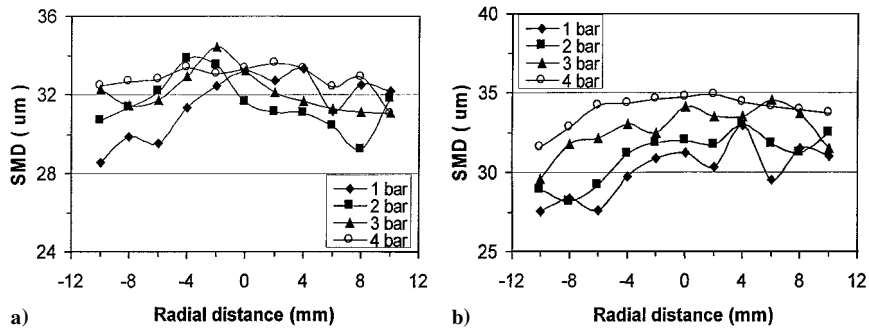 36
32
28
24
SMD ( um)
1 bar
2 bar
3 bar
4 bar
-12 -8 -4 0 4 8 12
a) Radial distance (mm)
40
35
30
25
SMD ( um)
1 bar
2 bar
3 bar
4 bar
-12 -8 -4 0 4 8 12
b) Radial distance (mm)